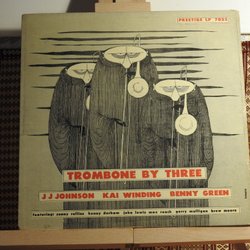 PRESTIGE LP 7023
TROMBONE BY THREE
J J JOHNSON KAI WINDING BENNY GREEN
featuring: sonny rollins kenny dorham john lewis max roach gerry mulligan brew moore